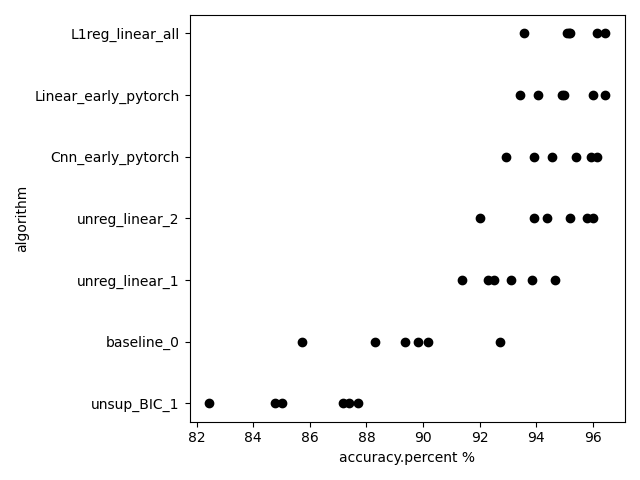 L1reg_linear_all
Linear_early_pytorch
Cnn_early_pytorch
unreg_linear_2
unreg_linear_1
baseline_0
unsup_BIC_1
algorithm
82 84 86 88 90 92 94 96
accuracy.percent %